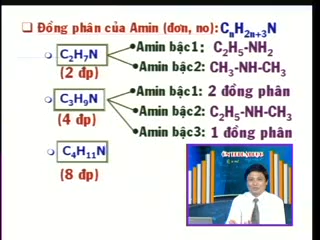 ❑ Đồng phân của Amin (đơn, no): CnH2n+3N
C2H7N
(2 đp)
Amin bậc1: C2H5-NH2
Amin bậc2: CH3-NH-CH3
C3H9N
(4 đp)
Amin bậc1: 2 đồng phân
Amin bậc2: C2H5-NH-CH3
Amin bậc3: 1 đồng phân
C4H11N
(8 đp)